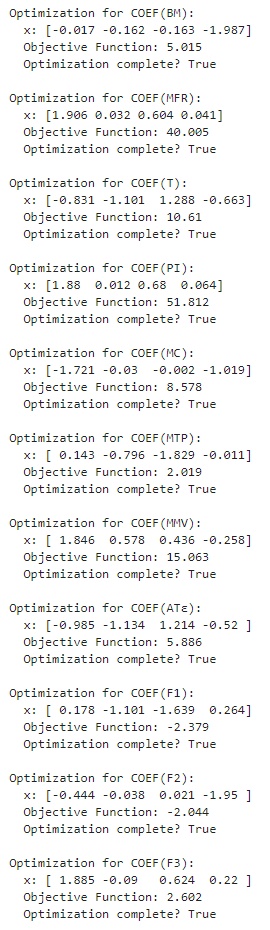 Optimization for COEF(BM):
x: [-0.017 -0.162 -0.163 -1.987]
Objective Function: 5.015
Optimization complete? True
Optimization for COEF(MFR):
x: [1.906 0.032 0.604 0.041]
Objective Function: 40.005
Optimization complete? True
Optimization for COEF(T):
x: [-0.831 -1.101  1.288 -0.663]
Objective Function: 10.61
Optimization complete? True
Optimization for COEF(PI):
x: [1.88  0.012 0.68  0.064]
Objective Function: 51.812
Optimization complete? True
Optimization for COEF(MC):
x: [-1.721 -0.03  -0.002 -1.019]
Objective Function: 8.578
Optimization complete? True
Optimization for COEF(MTP):
x: [ 0.143 -0.796 -1.829 -0.011]
Objective Function: 2.019
Optimization complete? True
Optimization for COEF(MMV):
x: [ 1.846  0.578  0.436 -0.258]
Objective Function: 15.063
Optimization complete? True
Optimization for COEF(ATε):
x: [-0.985 -1.134  1.214 -0.52 ]
Objective Function: 5.886
Optimization complete? True
Optimization for COEF(F1):
x: [ 0.178 -1.101 -1.639  0.264]
Objective Function: -2.379
Optimization complete? True
Optimization for COEF(F2):
x: [-0.444 -0.038  0.021 -1.95 ]
Objective Function: -2.044
Optimization complete? True
Optimization for COEF(F3):
x: [ 1.885 -0.09   0.624  0.22 ]
Objective Function: 2.602
Optimization complete? True